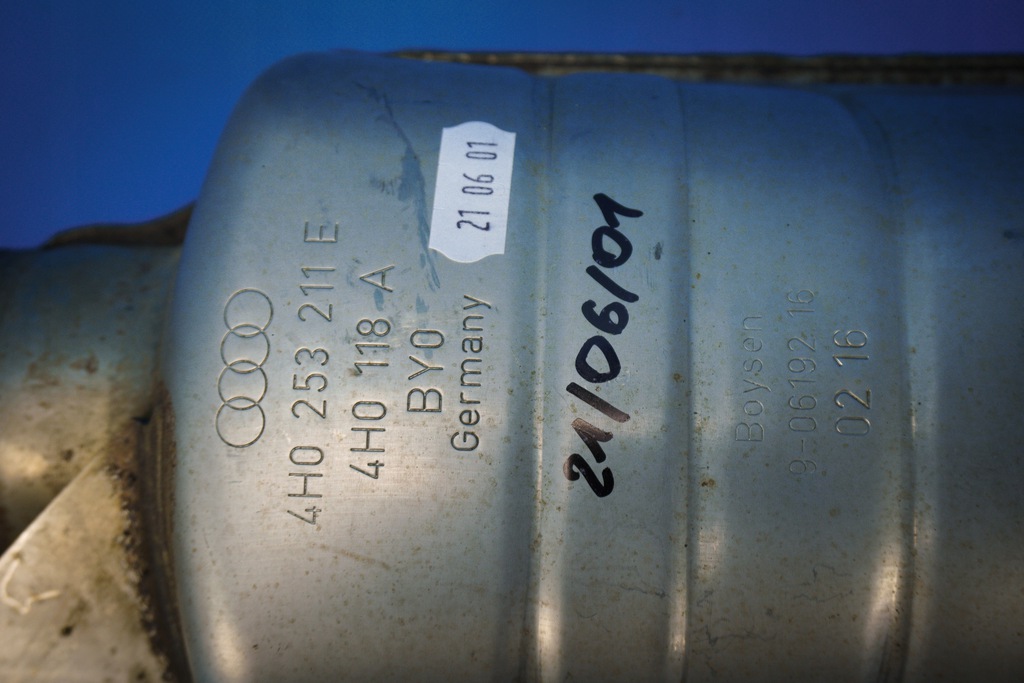 4H0 253 211 E
4H0 118 A
BY0
Germany
21 06 01
21/06/01
Boysen
9-06192.16
02 16